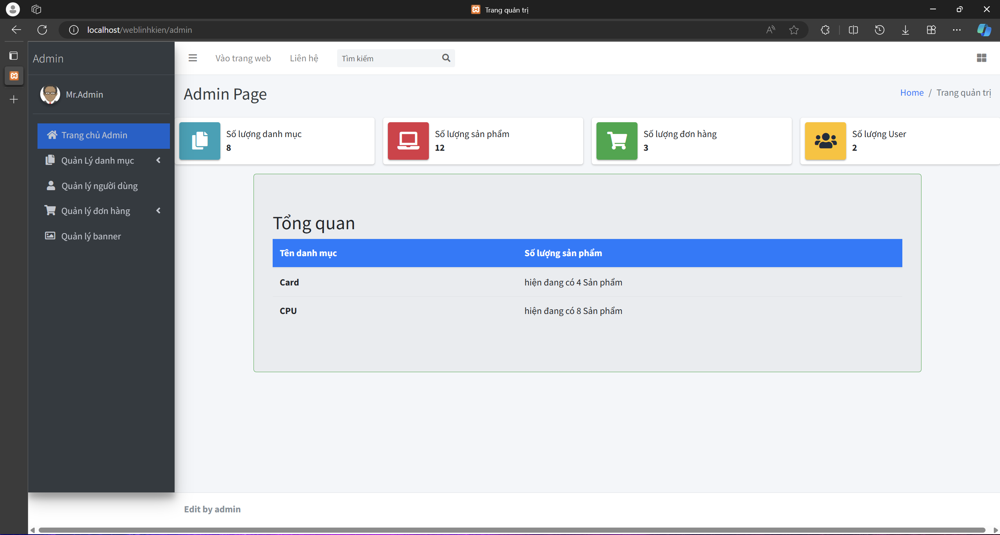 Trang quản trị
localhost/weblinhkien/admin
Admin
Vào trang web
Liên hệ
Tìm kiếm
Mr.Admin
Admin Page
Home / Trang quản trị
Trang chủ Admin
Quản Lý danh mục
Quản lý người dùng
Quản lý đơn hàng
Quản lý banner
Số lượng danh mục
8
Số lượng sản phẩm
12
Số lượng đơn hàng
3
Số lượng User
2
Tổng quan
Tên danh mục Số lượng sản phẩm
Card hiện đang có 4 Sản phẩm
CPU hiện đang có 8 Sản phẩm
Edit by admin